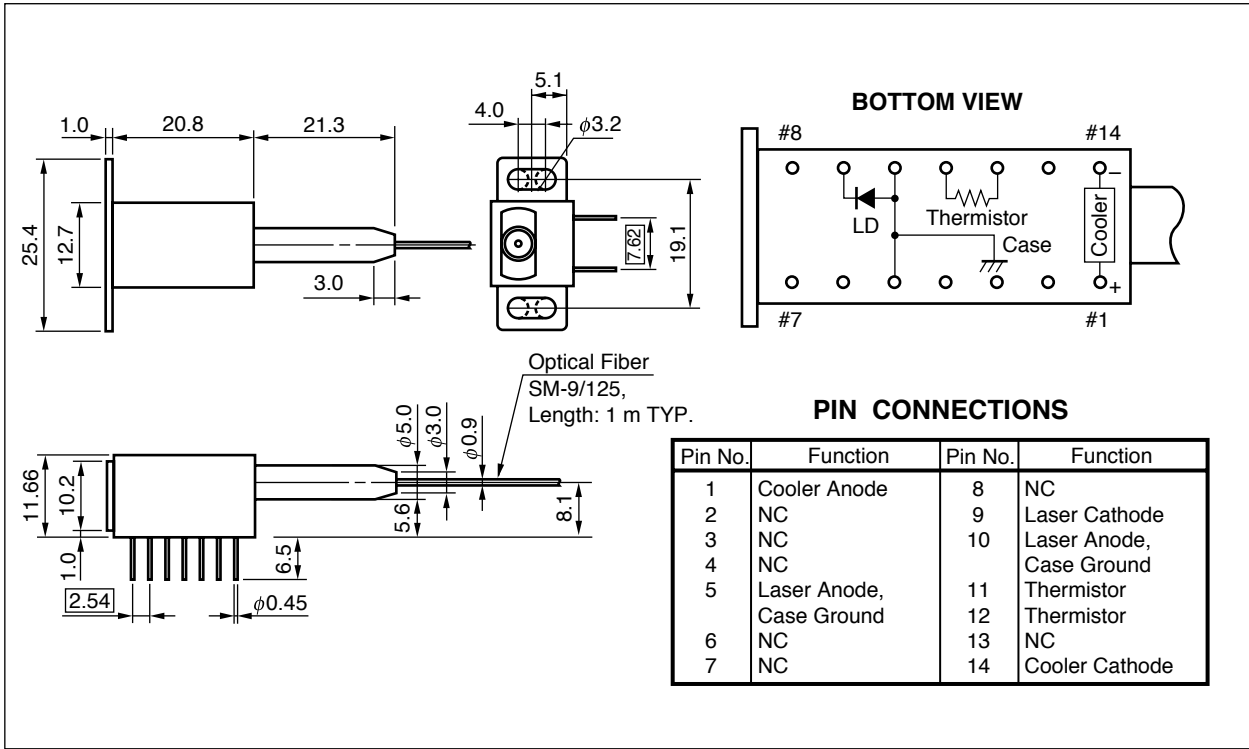 1.0
20.8
21.3
25.4
12.7
3.0
5.1
4.0
φ3.2
7.62
19.1
BOTTOM VIEW
#8
#14
–
LD
Thermistor
Case
Cooler
+
#7
#1
Optical Fiber
SM-9/125,
Length: 1 m TYP.
11.66
10.2
1.0
2.54
φ0.45
6.5
5.6
φ5.0
φ3.0
φ0.9
8.1
PIN CONNECTIONS
Pin No. Function Pin No. Function
1 Cooler Anode 8 NC
2 NC 9 Laser Cathode
3 NC 10 Laser Anode,
4 NC Case Ground
5 Laser Anode, 11 Thermistor
Case Ground 12 Thermistor
6 NC 13 NC
7 NC 14 Cooler Cathode